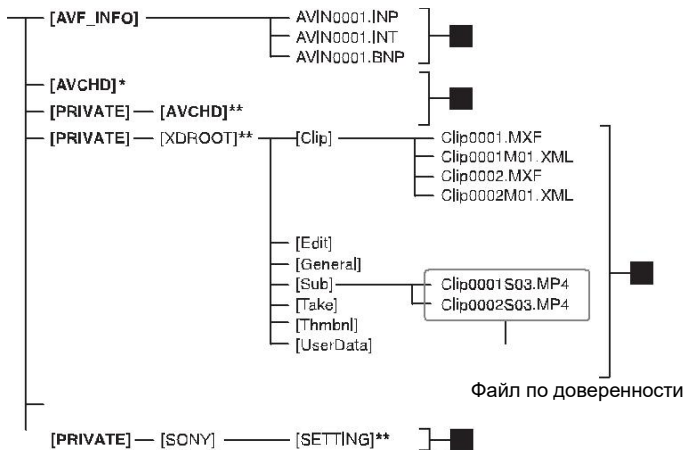 [AVF_INFO] AVIN0001.INP
AVIN0001.INT
AVIN0001.BNP
[AVCHD]*
[PRIVATE] [AVCHD]**
[PRIVATE] [XDROOT]** [Clip] Clip0001.MXF
Clip0001M01.XML
Clip0002.MXF
Clip0002M01.XML
[Edit]
[General]
[Sub] Clip0001S03.MP4
[Take] Clip0002S03.MP4
[Thmbnl]
[UserData]
Файл по доверенности
[PRIVATE] [SONY] [SETTING]**